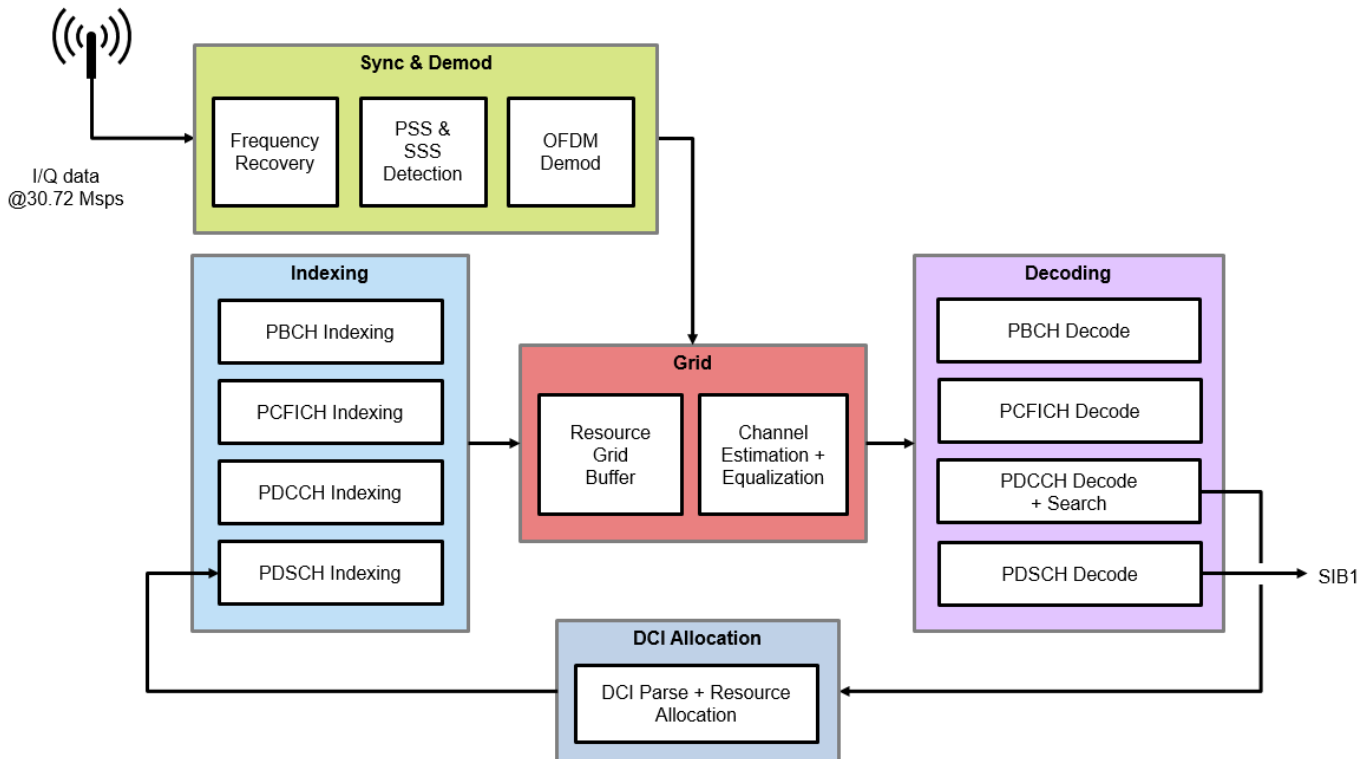 Sync & Demod
Frequency
Recovery
PSS &
SSS
Detection
OFDM
Demod
I/Q data
@30.72 Msps
Indexing
PBCH Indexing
PCFICH Indexing
PDCCH Indexing
PDSCH Indexing
Grid
Resource
Grid
Buffer
Channel
Estimation +
Equalization
Decoding
PBCH Decode
PCFICH Decode
PDCCH Decode
+ Search
PDSCH Decode
SIB1
DCI Allocation
DCI Parse + Resource
Allocation